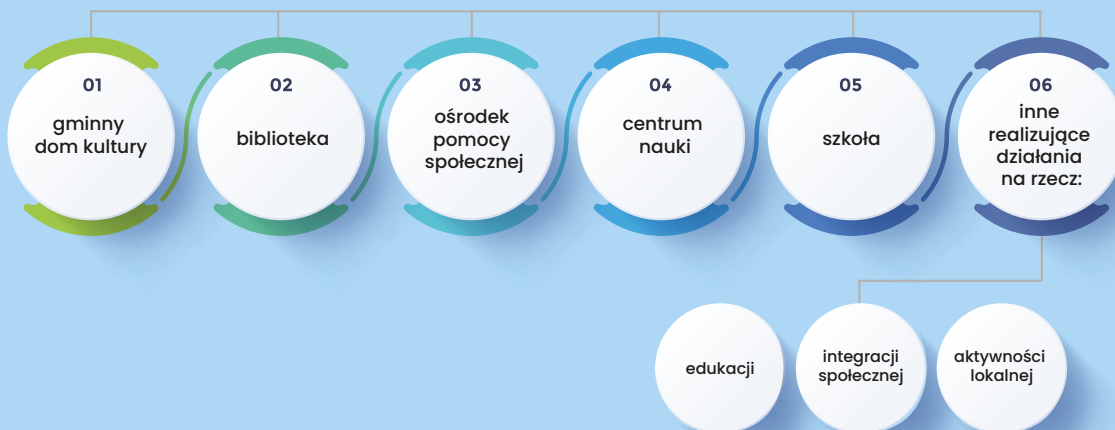 01
gminny
dom kultury
02
biblioteka
03
ośrodek
pomocy
społecznej
04
centrum
nauki
05
szkoła
06
inne
realizujące
działania
na rzecz:
edukacji
integracji
społecznej
aktywności
lokalnej